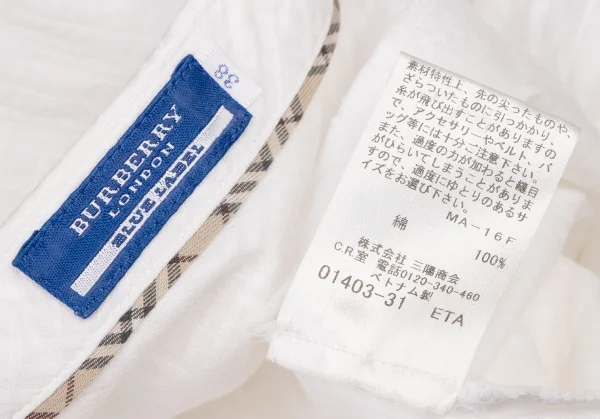 38
BURBERRY
LONDON
BLUE LABEL
素材特性上、先の尖ったものや、
ざらついたものに引っかかり、
糸が飛び出すことがありますの
で、アクセサリーやベルト、バ
ッグ等には十分ご注意下さい。
また、過度の力が加わると縫目
がひらいてしまうことがありま
すので、適度にゆとりのあるサ
イズをお選び下さい。
MA-16F
綿 100%
株式会社 三陽商会
C.R.室 電話0120-340-460
ベトナム製
01403-31 ETA